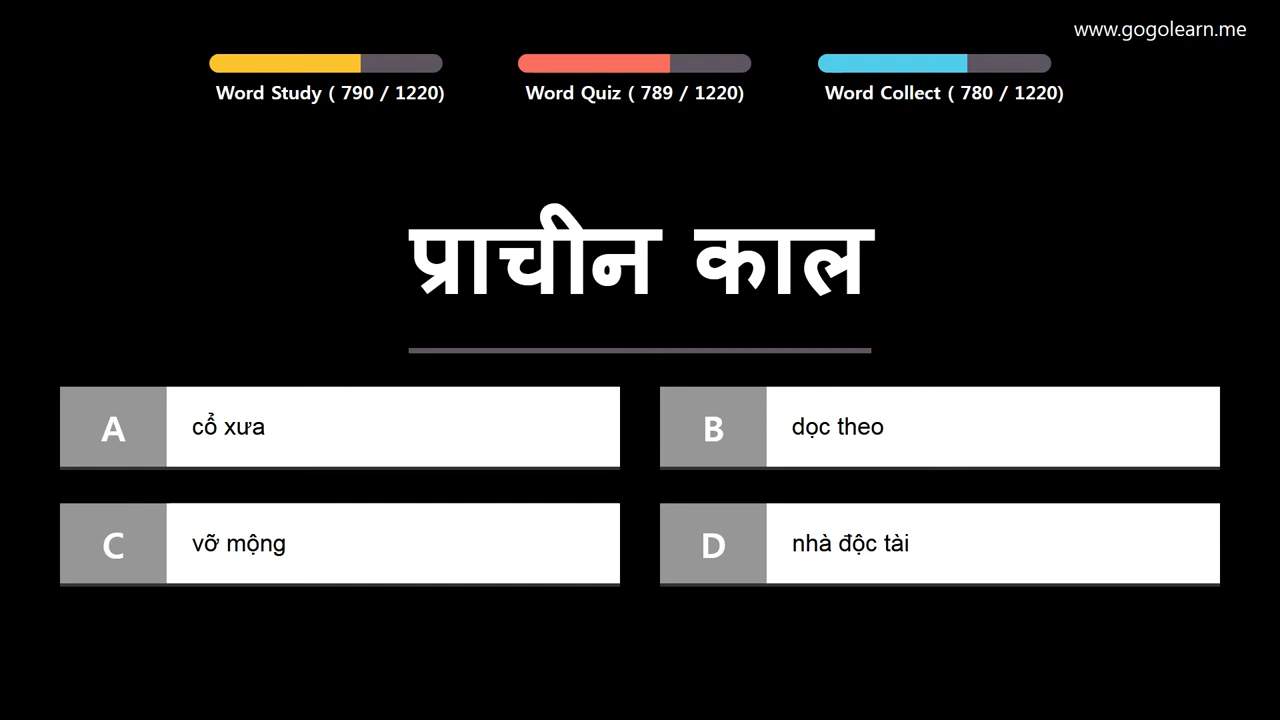 www.gogolearn.me
Word Study ( 790 / 1220)
Word Quiz ( 789 / 1220)
Word Collect ( 780 / 1220)
प्राचीन काल
A
cổ xưa
B
dọc theo
C
vỡ mộng
D
nhà độc tài